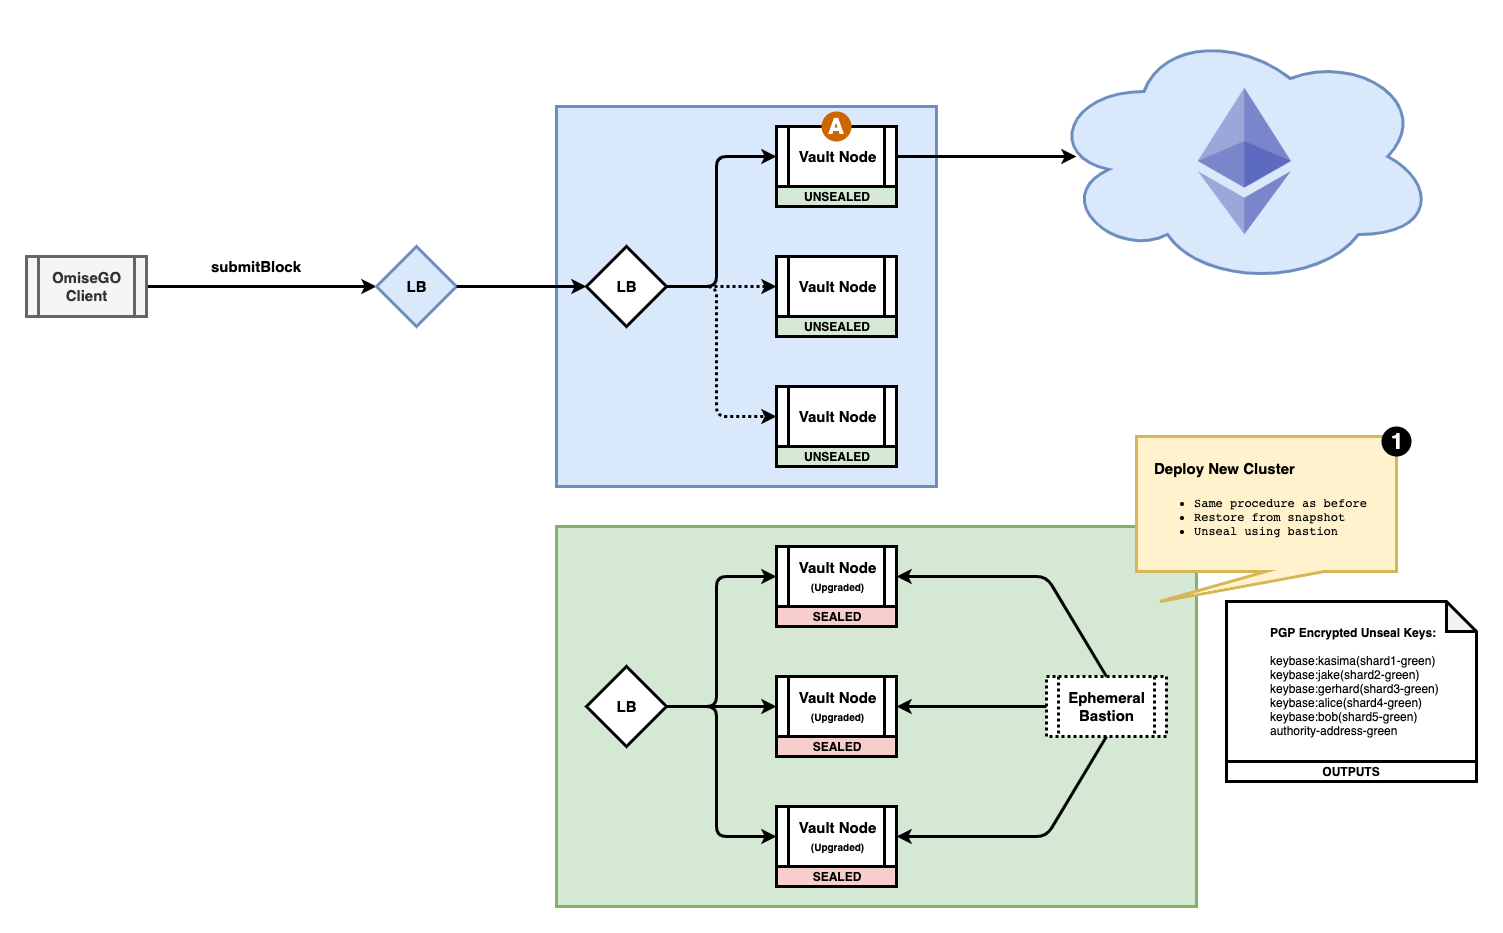 A
Vault Node
UNSEALED
OmiseGO
Client
submitBlock
LB
LB
Vault Node
UNSEALED
Vault Node
UNSEALED
1
Deploy New Cluster
• Same procedure as before
• Restore from snapshot
• Unseal using bastion
Vault Node
(Upgraded)
SEALED
LB
Vault Node
(Upgraded)
SEALED
Ephemeral
Bastion
Vault Node
(Upgraded)
SEALED
PGP Encrypted Unseal Keys:
keybase:kasima(shard1-green)
keybase:jake(shard2-green)
keybase:gerhard(shard3-green)
keybase:alice(shard4-green)
keybase:bob(shard5-green)
authority-address-green
OUTPUTS